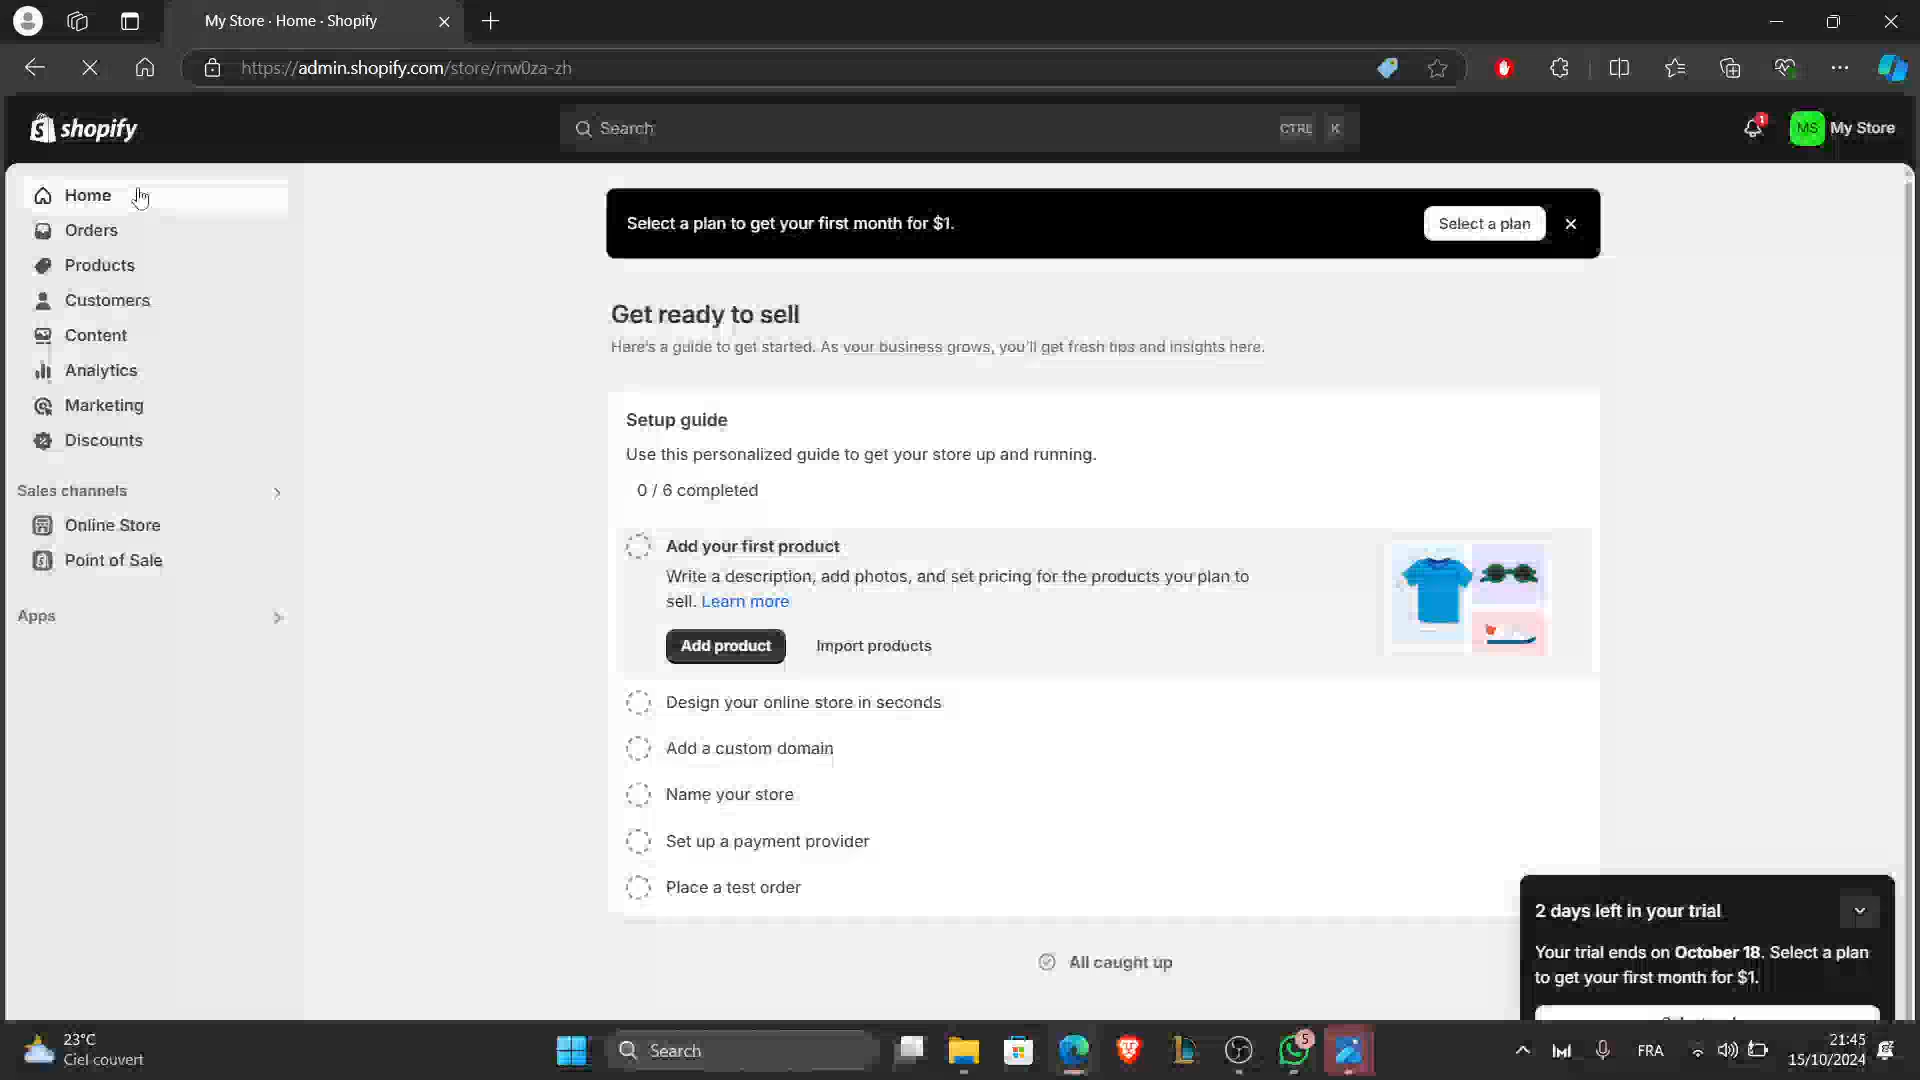 My Store · Home · Shopify
https://admin.shopify.com/store/rrw0za-zh
shopify
Search
CTRL K
1
MS
My Store
Home
Orders
Products
Customers
Content
Analytics
Marketing
Discounts
Sales channels
Online Store
Point of Sale
Apps
Select a plan to get your first month for $1.
Select a plan
Get ready to sell
Here's a guide to get started. As your business grows, you'll get fresh tips and insights here.
Setup guide
Use this personalized guide to get your store up and running.
0 / 6 completed
Add your first product
Write a description, add photos, and set pricing for the products you plan to
sell. Learn more
Add product
Import products
Design your online store in seconds
Add a custom domain
Name your store
Set up a payment provider
Place a test order
All caught up
2 days left in your trial
Your trial ends on October 18. Select a plan
to get your first month for $1.
23°C
Ciel couvert
Search
5
FRA
21:45
15/10/2024